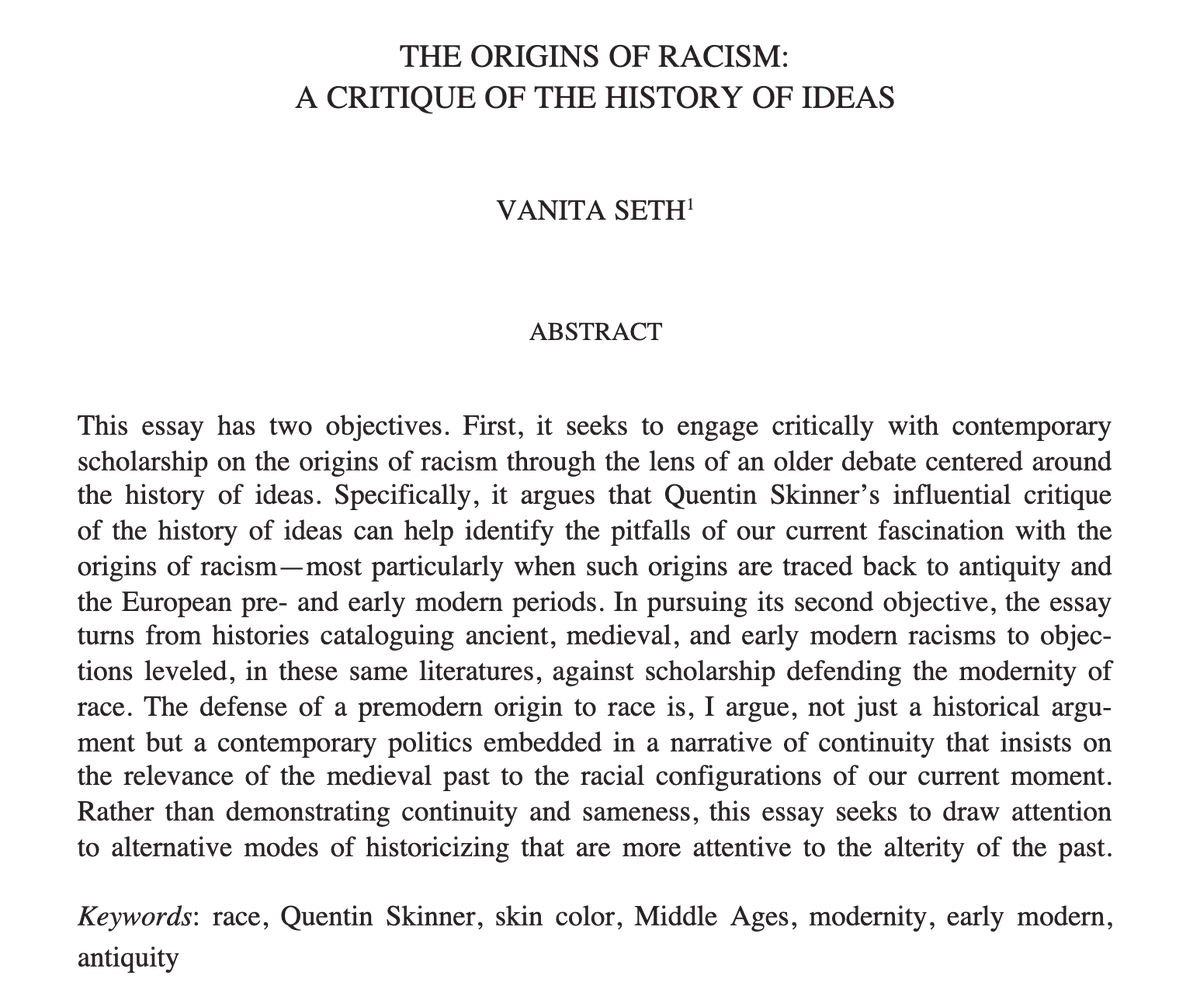 THE ORIGINS OF RACISM:
A CRITIQUE OF THE HISTORY OF IDEAS
VANITA SETH¹
ABSTRACT
This essay has two objectives. First, it seeks to engage critically with contemporary
scholarship on the origins of racism through the lens of an older debate centered around
the history of ideas. Specifically, it argues that Quentin Skinner’s influential critique
of the history of ideas can help identify the pitfalls of our current fascination with the
origins of racism—most particularly when such origins are traced back to antiquity and
the European pre- and early modern periods. In pursuing its second objective, the essay
turns from histories cataloguing ancient, medieval, and early modern racisms to objec-
tions leveled, in these same literatures, against scholarship defending the modernity of
race. The defense of a premodern origin to race is, I argue, not just a historical argu-
ment but a contemporary politics embedded in a narrative of continuity that insists on
the relevance of the medieval past to the racial configurations of our current moment.
Rather than demonstrating continuity and sameness, this essay seeks to draw attention
to alternative modes of historicizing that are more attentive to the alterity of the past.
Keywords: race, Quentin Skinner, skin color, Middle Ages, modernity, early modern,
antiquity